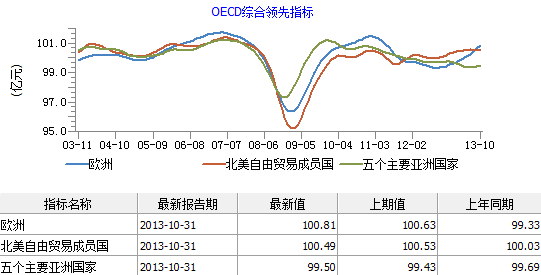 OECD综合领先指标
(亿元)
101.0
99.0
97.0
95.0
03-11 04-10 05-09 06-08 07-07 08-06 09-05 10-04 11-03 12-02 13-10
欧洲 北美自由贸易成员国 五个主要亚洲国家
指标名称 最新报告期 最新值 上期值 上年同期
欧洲 2013-10-31 100.81 100.63 99.33
北美自由贸易成员国 2013-10-31 100.49 100.53 100.03
五个主要亚洲国家 2013-10-31 99.50 99.43 99.69